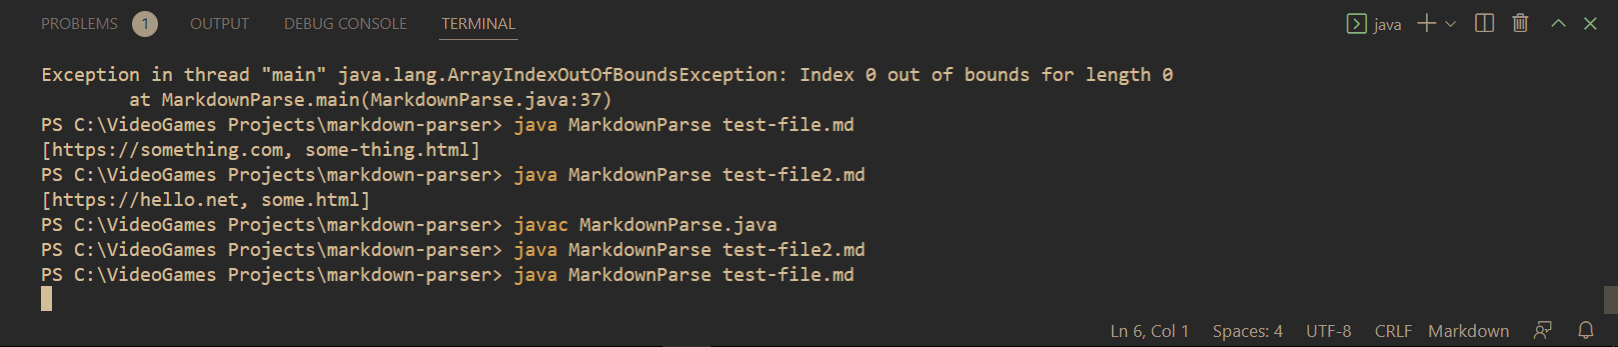 PROBLEMS 1 OUTPUT DEBUG CONSOLE TERMINAL java
Exception in thread "main" java.lang.ArrayIndexOutOfBoundsException: Index 0 out of bounds for length 0
        at MarkdownParse.main(MarkdownParse.java:37)
PS C:\VideoGames Projects\markdown-parser> java MarkdownParse test-file.md
[https://something.com, some-thing.html]
PS C:\VideoGames Projects\markdown-parser> java MarkdownParse test-file2.md
[https://hello.net, some.html]
PS C:\VideoGames Projects\markdown-parser> javac MarkdownParse.java
PS C:\VideoGames Projects\markdown-parser> java MarkdownParse test-file2.md
PS C:\VideoGames Projects\markdown-parser> java MarkdownParse test-file.md
Ln 6, Col 1 Spaces: 4 UTF-8 CRLF Markdown